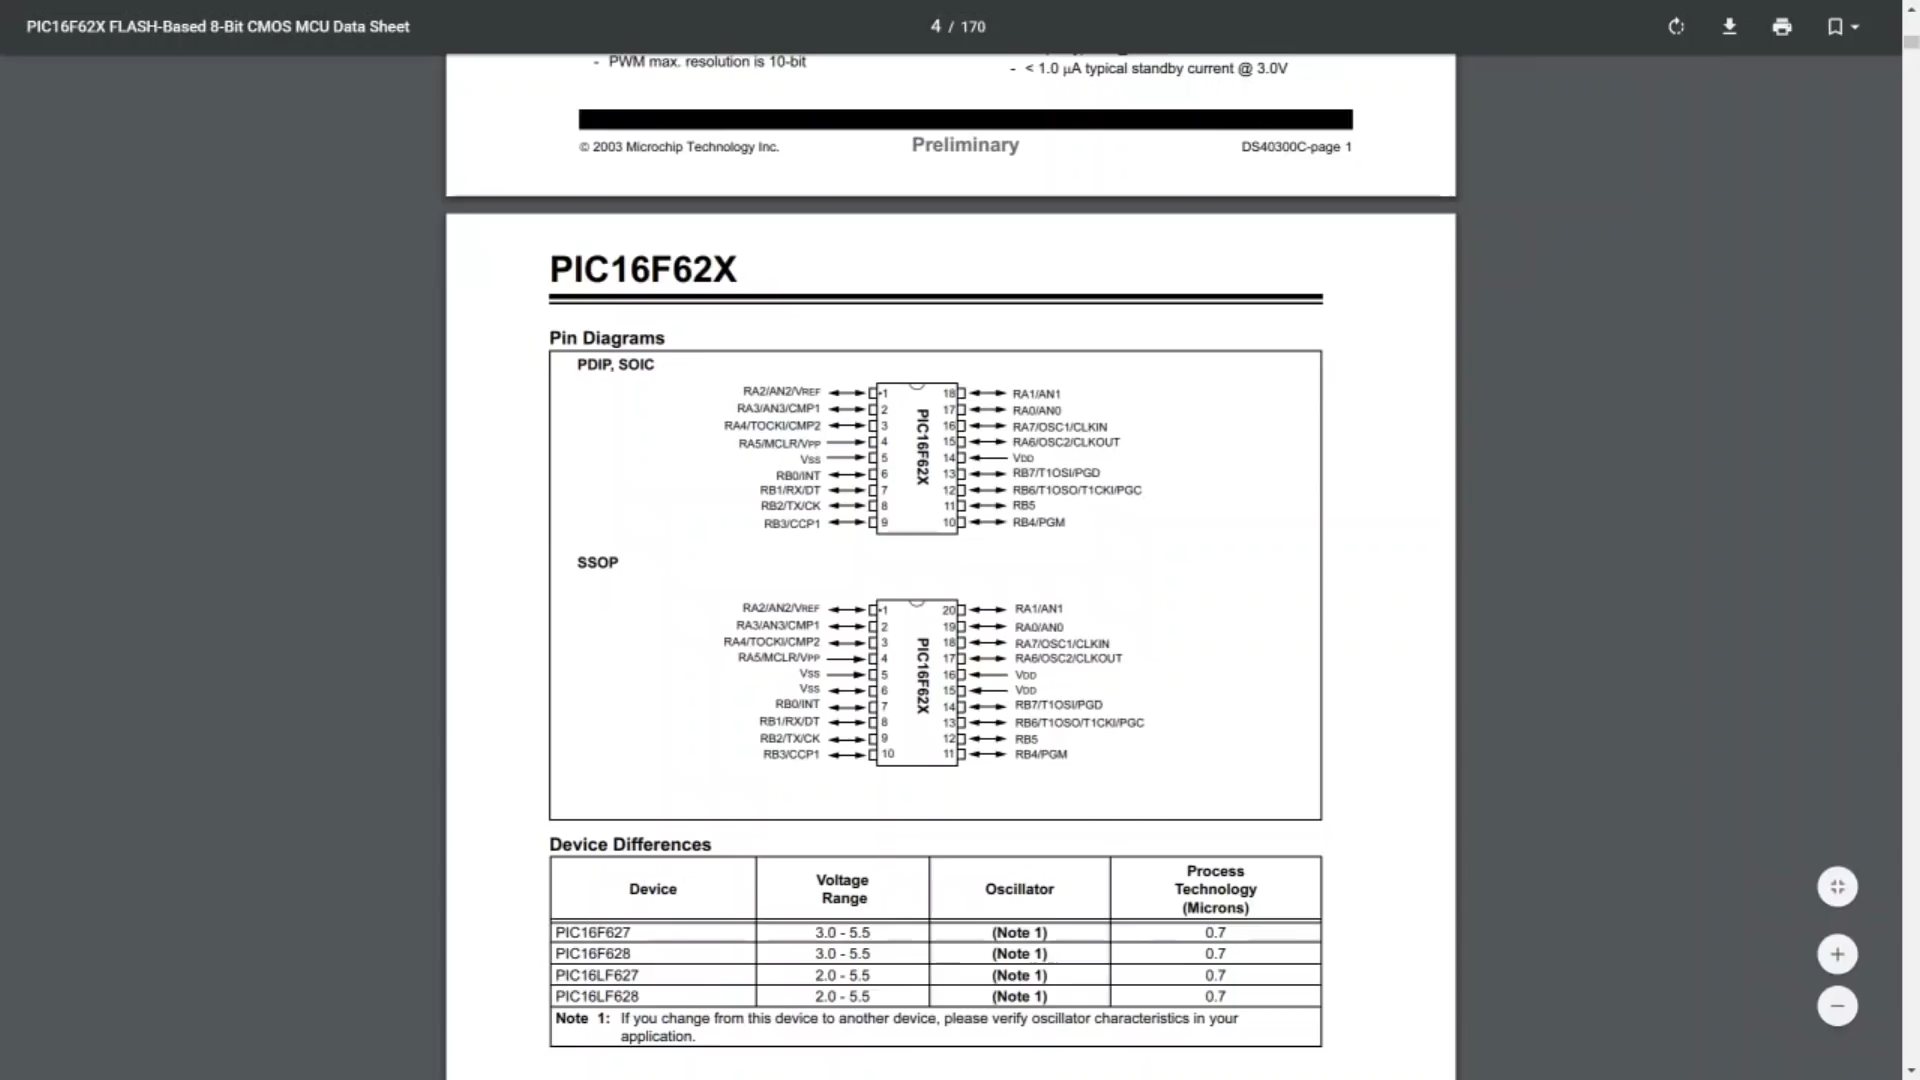 PIC16F62X FLASH-Based 8-Bit CMOS MCU Data Sheet
4 / 170
- PWM max. resolution is 10-bit
- < 1.0 μA typical standby current @ 3.0V
© 2003 Microchip Technology Inc.
Preliminary
DS40300C-page 1
PIC16F62X
Pin Diagrams
PDIP, SOIC
RA2/AN2/VREF 1 18 RA1/AN1
RA3/AN3/CMP1 2 17 RA0/AN0
RA4/TOCKI/CMP2 3 16 RA7/OSC1/CLKIN
RA5/MCLR/VPP 4 15 RA6/OSC2/CLKOUT
VSS 5 14 VDD
RB0/INT 6 13 RB7/T1OSI/PGD
RB1/RX/DT 7 12 RB6/T1OSO/T1CKI/PGC
RB2/TX/CK 8 11 RB5
RB3/CCP1 9 10 RB4/PGM
PIC16F62X
SSOP
RA2/AN2/VREF 1 20 RA1/AN1
RA3/AN3/CMP1 2 19 RA0/AN0
RA4/TOCKI/CMP2 3 18 RA7/OSC1/CLKIN
RA5/MCLR/VPP 4 17 RA6/OSC2/CLKOUT
VSS 5 16 VDD
VSS 6 15 VDD
RB0/INT 7 14 RB7/T1OSI/PGD
RB1/RX/DT 8 13 RB6/T1OSO/T1CKI/PGC
RB2/TX/CK 9 12 RB5
RB3/CCP1 10 11 RB4/PGM
PIC16F62X
Device Differences
Device Voltage Range Oscillator Process Technology (Microns)
PIC16F627 3.0 - 5.5 (Note 1) 0.7
PIC16F628 3.0 - 5.5 (Note 1) 0.7
PIC16LF627 2.0 - 5.5 (Note 1) 0.7
PIC16LF628 2.0 - 5.5 (Note 1) 0.7
Note 1: If you change from this device to another device, please verify oscillator characteristics in your
application.